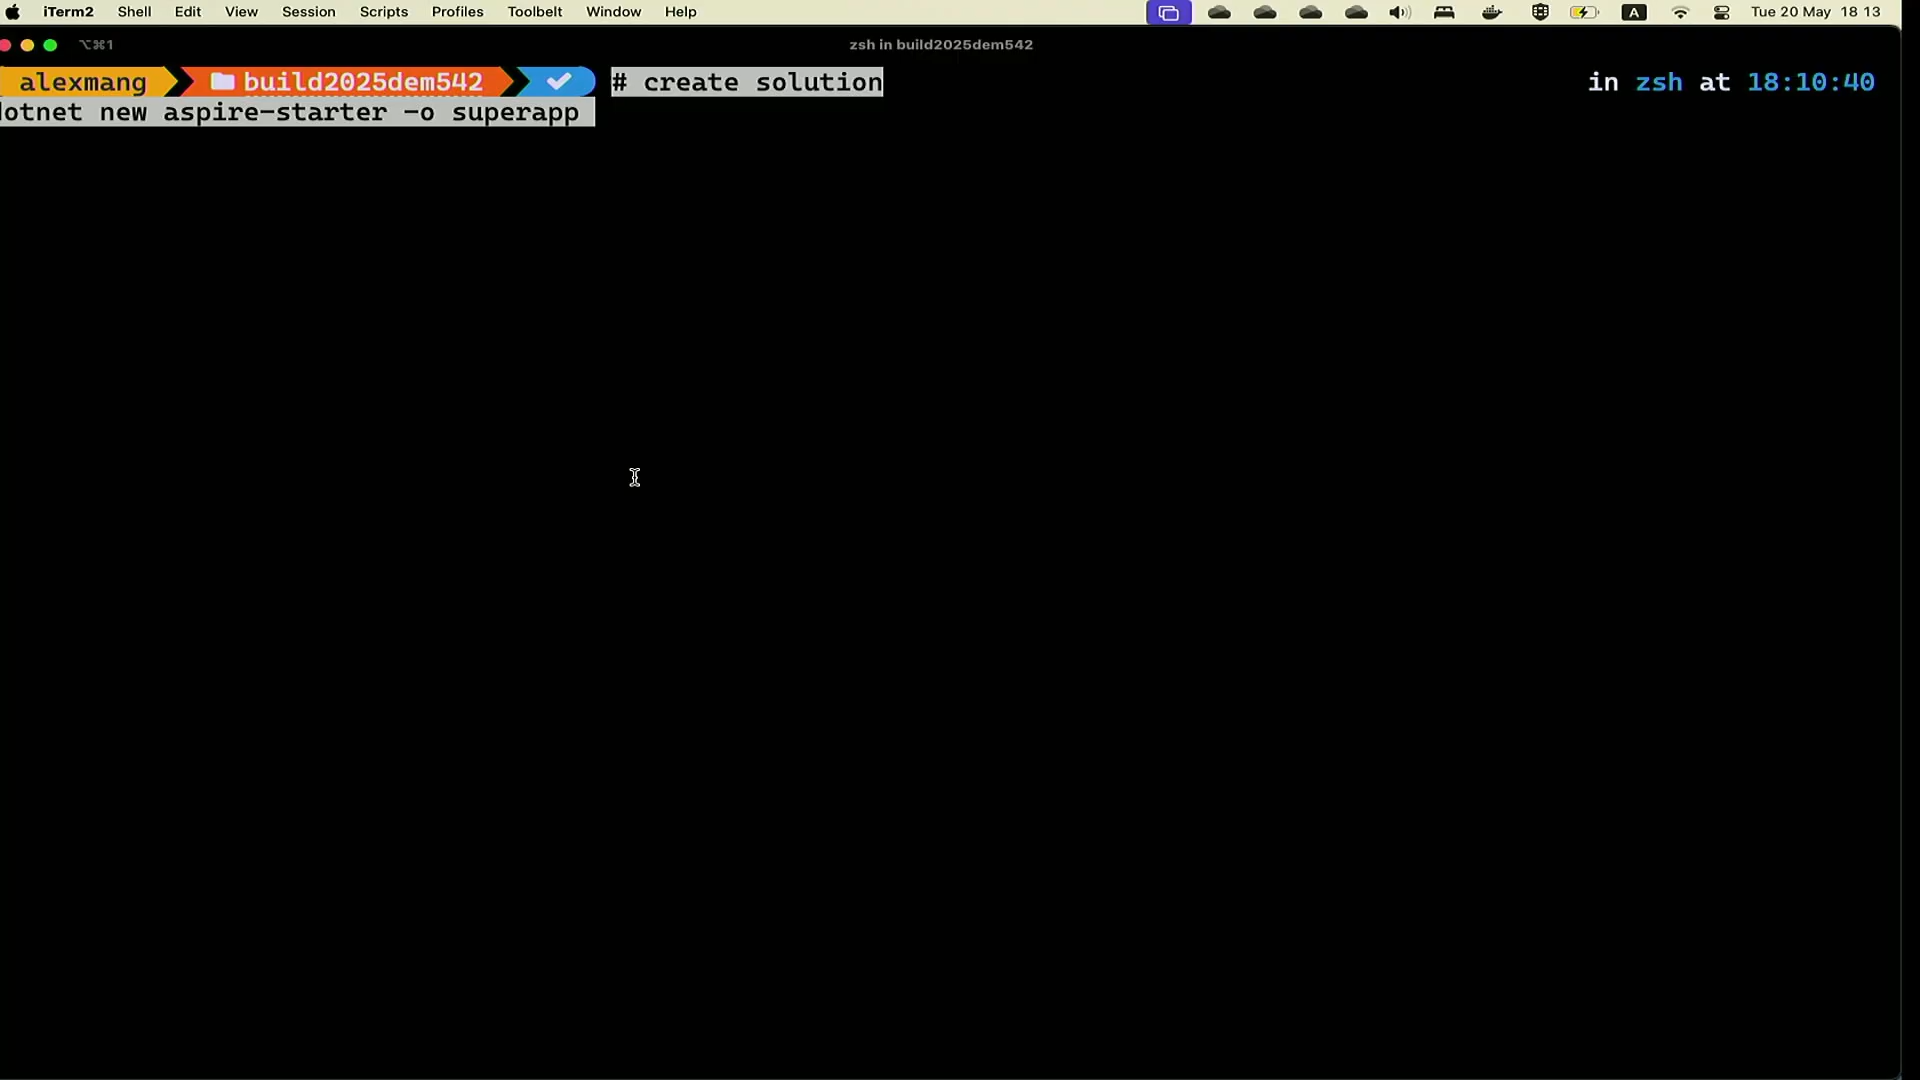 iTerm2 Shell Edit View Session Scripts Profiles Toolbelt Window Help A Tue 20 May 18 13
⌥⌘1 zsh in build2025dem542
alexmang build2025dem542 # create solution in zsh at 18:10:40
dotnet new aspire-starter -o superapp